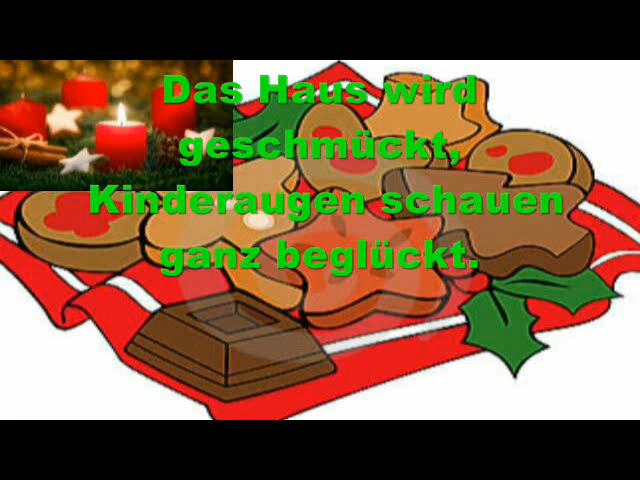 Das Haus wird
geschmückt,
Kinderaugen schauen
ganz beglückt.